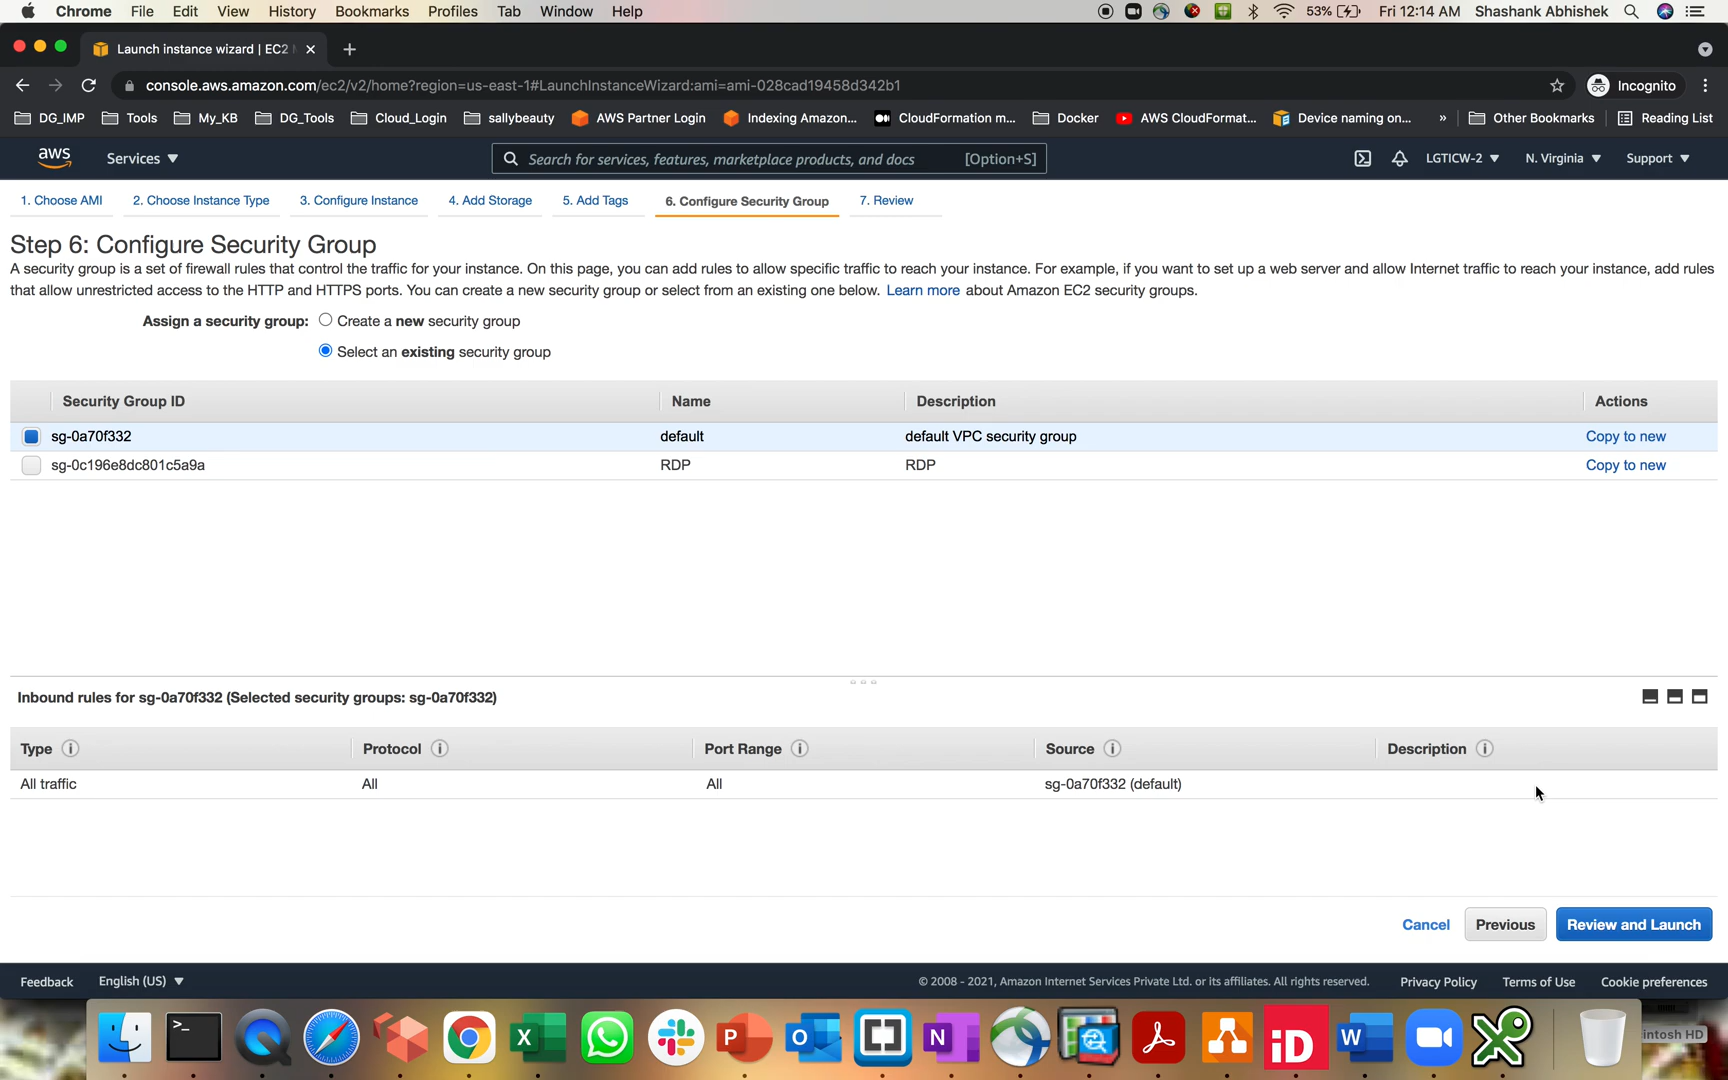 Chrome File Edit View History Bookmarks Profiles Tab Window Help 53% Fri 12:14 AM Shashank Abhishek
Launch instance wizard | EC2
console.aws.amazon.com/ec2/v2/home?region=us-east-1#LaunchInstanceWizard:ami=ami-028cad19458d342b1 Incognito
DG_IMP Tools My_KB DG_Tools Cloud_Login sallybeauty AWS Partner Login Indexing Amazon... CloudFormation m... Docker AWS CloudFormat... Device naming on... » Other Bookmarks Reading List
aws Services Search for services, features, marketplace products, and docs [Option+S] LGTICW-2 N. Virginia Support
1. Choose AMI 2. Choose Instance Type 3. Configure Instance 4. Add Storage 5. Add Tags 6. Configure Security Group 7. Review
Step 6: Configure Security Group
A security group is a set of firewall rules that control the traffic for your instance. On this page, you can add rules to allow specific traffic to reach your instance. For example, if you want to set up a web server and allow Internet traffic to reach your instance, add rules
that allow unrestricted access to the HTTP and HTTPS ports. You can create a new security group or select from an existing one below. Learn more about Amazon EC2 security groups.
Assign a security group: Create a new security group
Select an existing security group
Security Group ID Name Description Actions
sg-0a70f332 default default VPC security group Copy to new
sg-0c196e8dc801c5a9a RDP RDP Copy to new
Inbound rules for sg-0a70f332 (Selected security groups: sg-0a70f332)
Type Protocol Port Range Source Description
All traffic All All sg-0a70f332 (default)
Cancel Previous Review and Launch
Feedback English (US) © 2008 - 2021, Amazon Internet Services Private Ltd. or its affiliates. All rights reserved. Privacy Policy Terms of Use Cookie preferences
>_ X P O N iD W X intosh HD